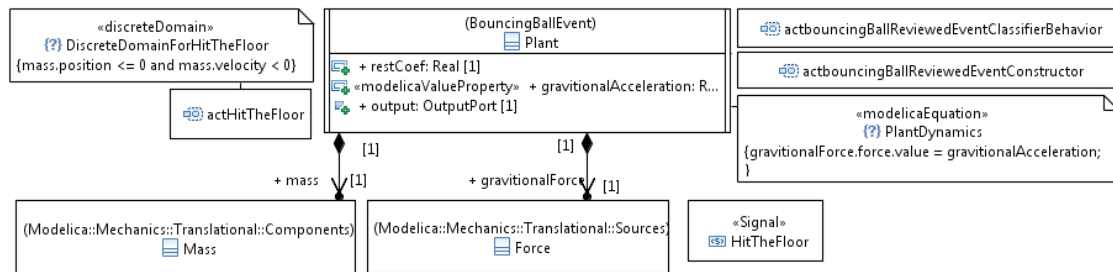 «discreteDomain»
{?} DiscreteDomainForHitTheFloor
{mass.position <= 0 and mass.velocity < 0}
actHitTheFloor
(BouncingBallEvent)
Plant
+ restCoef: Real [1]
«modelicaValueProperty» + gravitionalAcceleration: R...
+ output: OutputPort [1]
actbouncingBallReviewedEventClassifierBehavior
actbouncingBallReviewedEventConstructor
«modelicaEquation»
{?} PlantDynamics
{gravitionalForce.force.value = gravitionalAcceleration;
}
[1]
[1]
+ mass
[1]
+ gravitionalForce
[1]
(Modelica::Mechanics::Translational::Components)
Mass
(Modelica::Mechanics::Translational::Sources)
Force
«Signal»
HitTheFloor